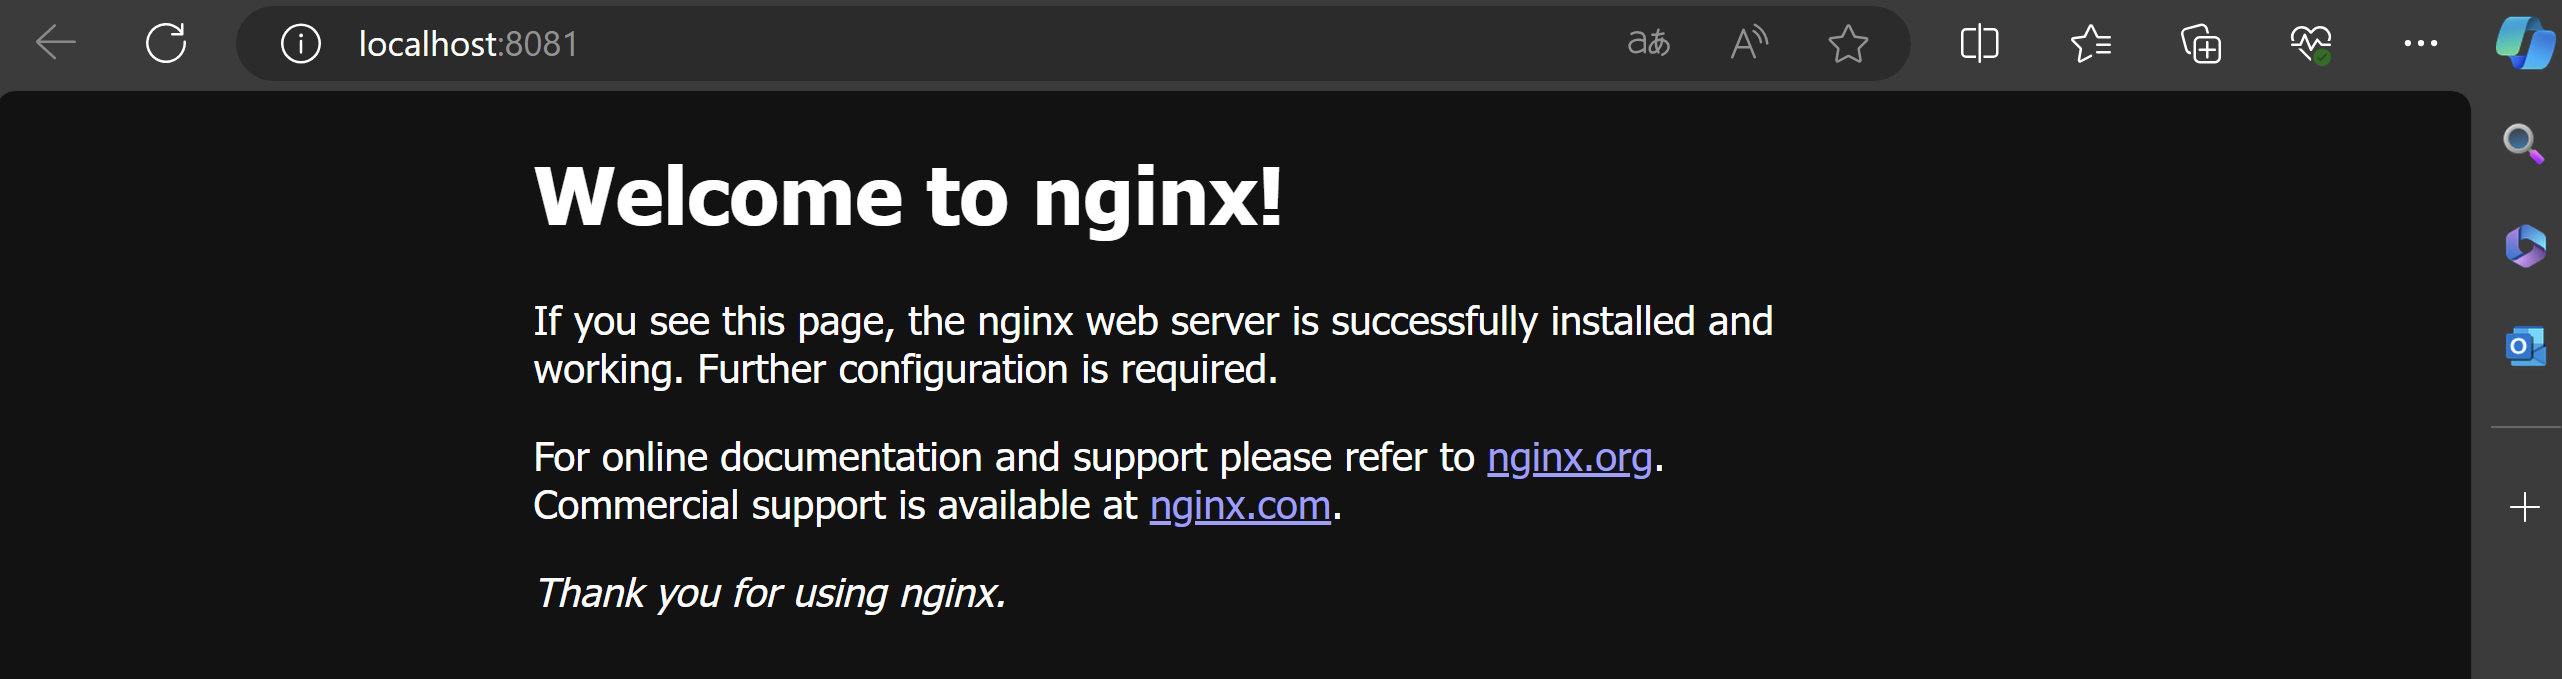 localhost:8081
aあ
A
Welcome to nginx!
If you see this page, the nginx web server is successfully installed and
working. Further configuration is required.
For online documentation and support please refer to nginx.org.
Commercial support is available at nginx.com.
Thank you for using nginx.